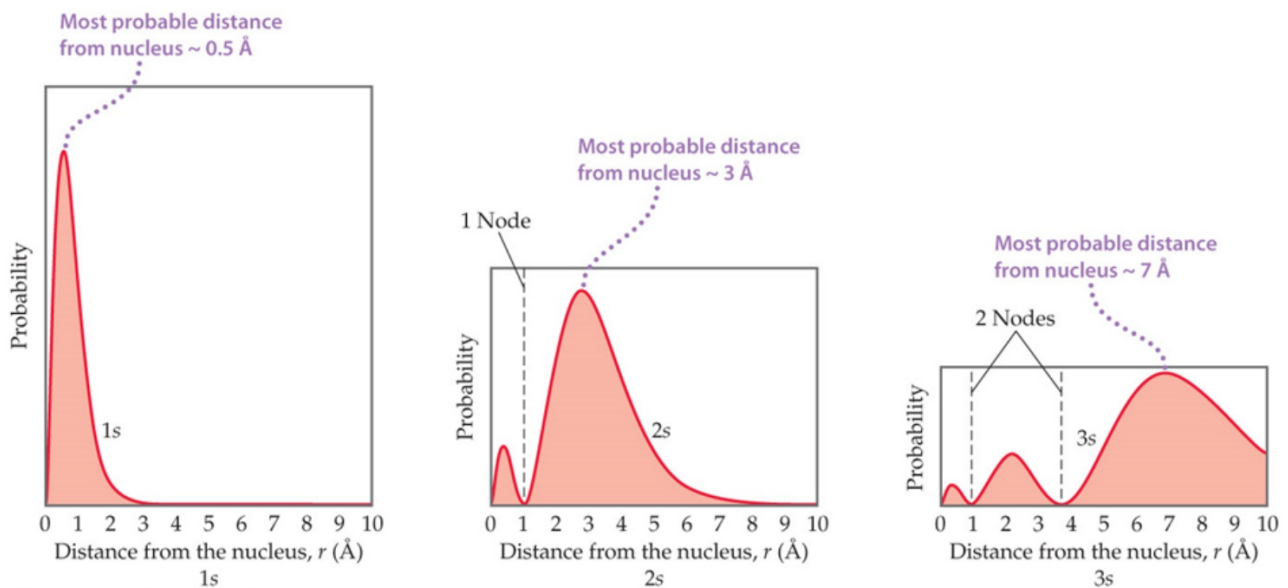 Most probable distance
from nucleus ~ 0.5 Å
Probability
1s
0 1 2 3 4 5 6 7 8 9 10
Distance from the nucleus, r (Å)
1s
Most probable distance
from nucleus ~ 3 Å
1 Node
Probability
2s
0 1 2 3 4 5 6 7 8 9 10
Distance from the nucleus, r (Å)
2s
Most probable distance
from nucleus ~ 7 Å
2 Nodes
Probability
3s
0 1 2 3 4 5 6 7 8 9 10
Distance from the nucleus, r (Å)
3s